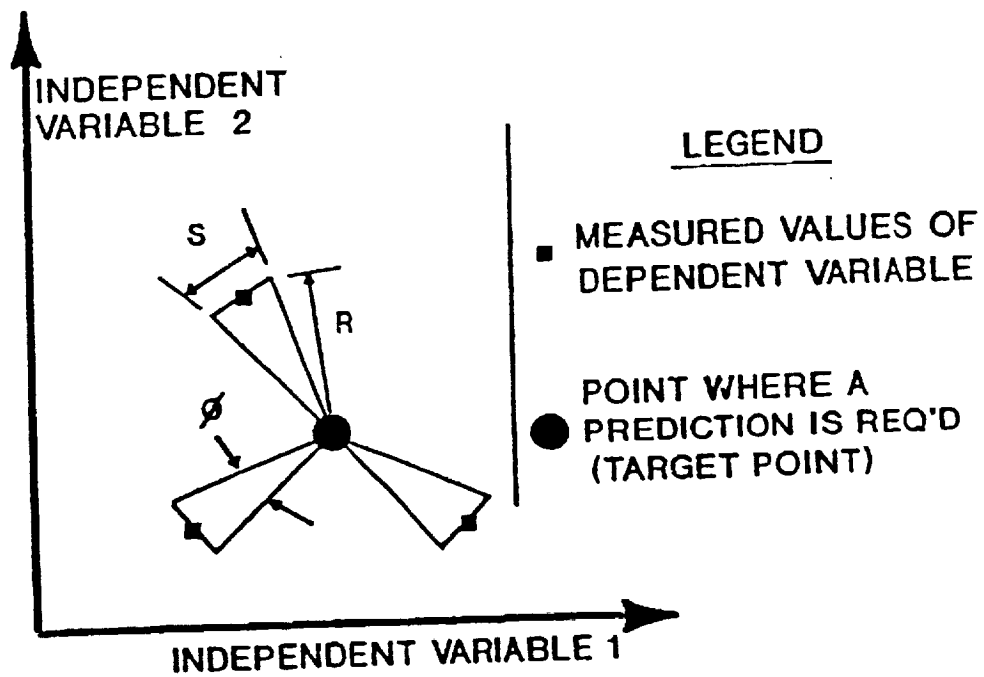 INDEPENDENT
VARIABLE 2
LEGEND
S
MEASURED VALUES OF
DEPENDENT VARIABLE
R
POINT WHERE A
PREDICTION IS REQ'D
(TARGET POINT)
Ø
INDEPENDENT VARIABLE 1